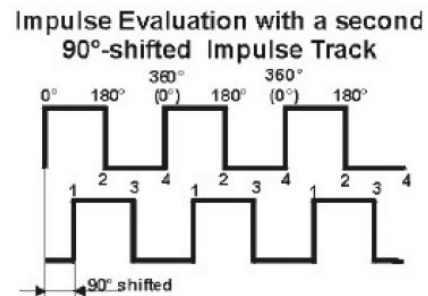 Impulse Evaluation with a second
90°-shifted Impulse Track
360° 360°
0° 180° (0°) 180° (0°) 180°
2 4 2 4 2 4
1 3 1 3 1 3
90° shifted